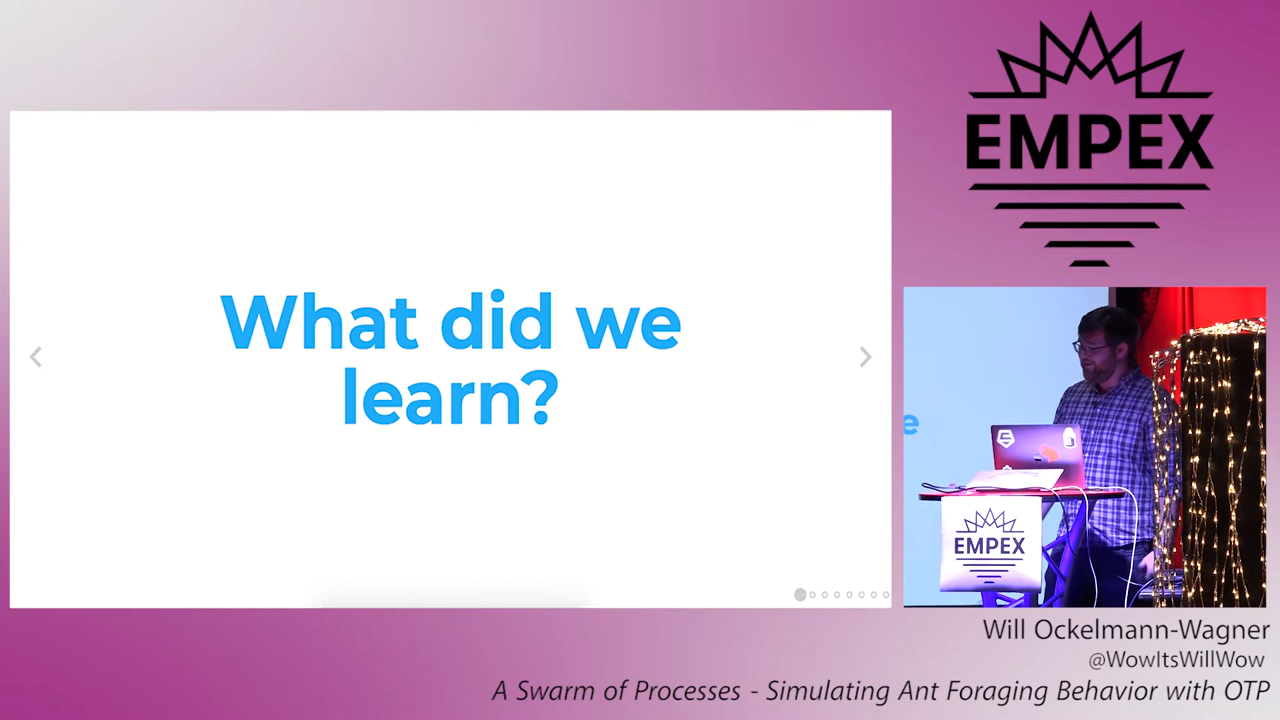 EMPEX
What did we
learn?
e
EMPEX
Will Ockelmann-Wagner
@WowItsWillWow
A Swarm of Processes - Simulating Ant Foraging Behavior with OTP